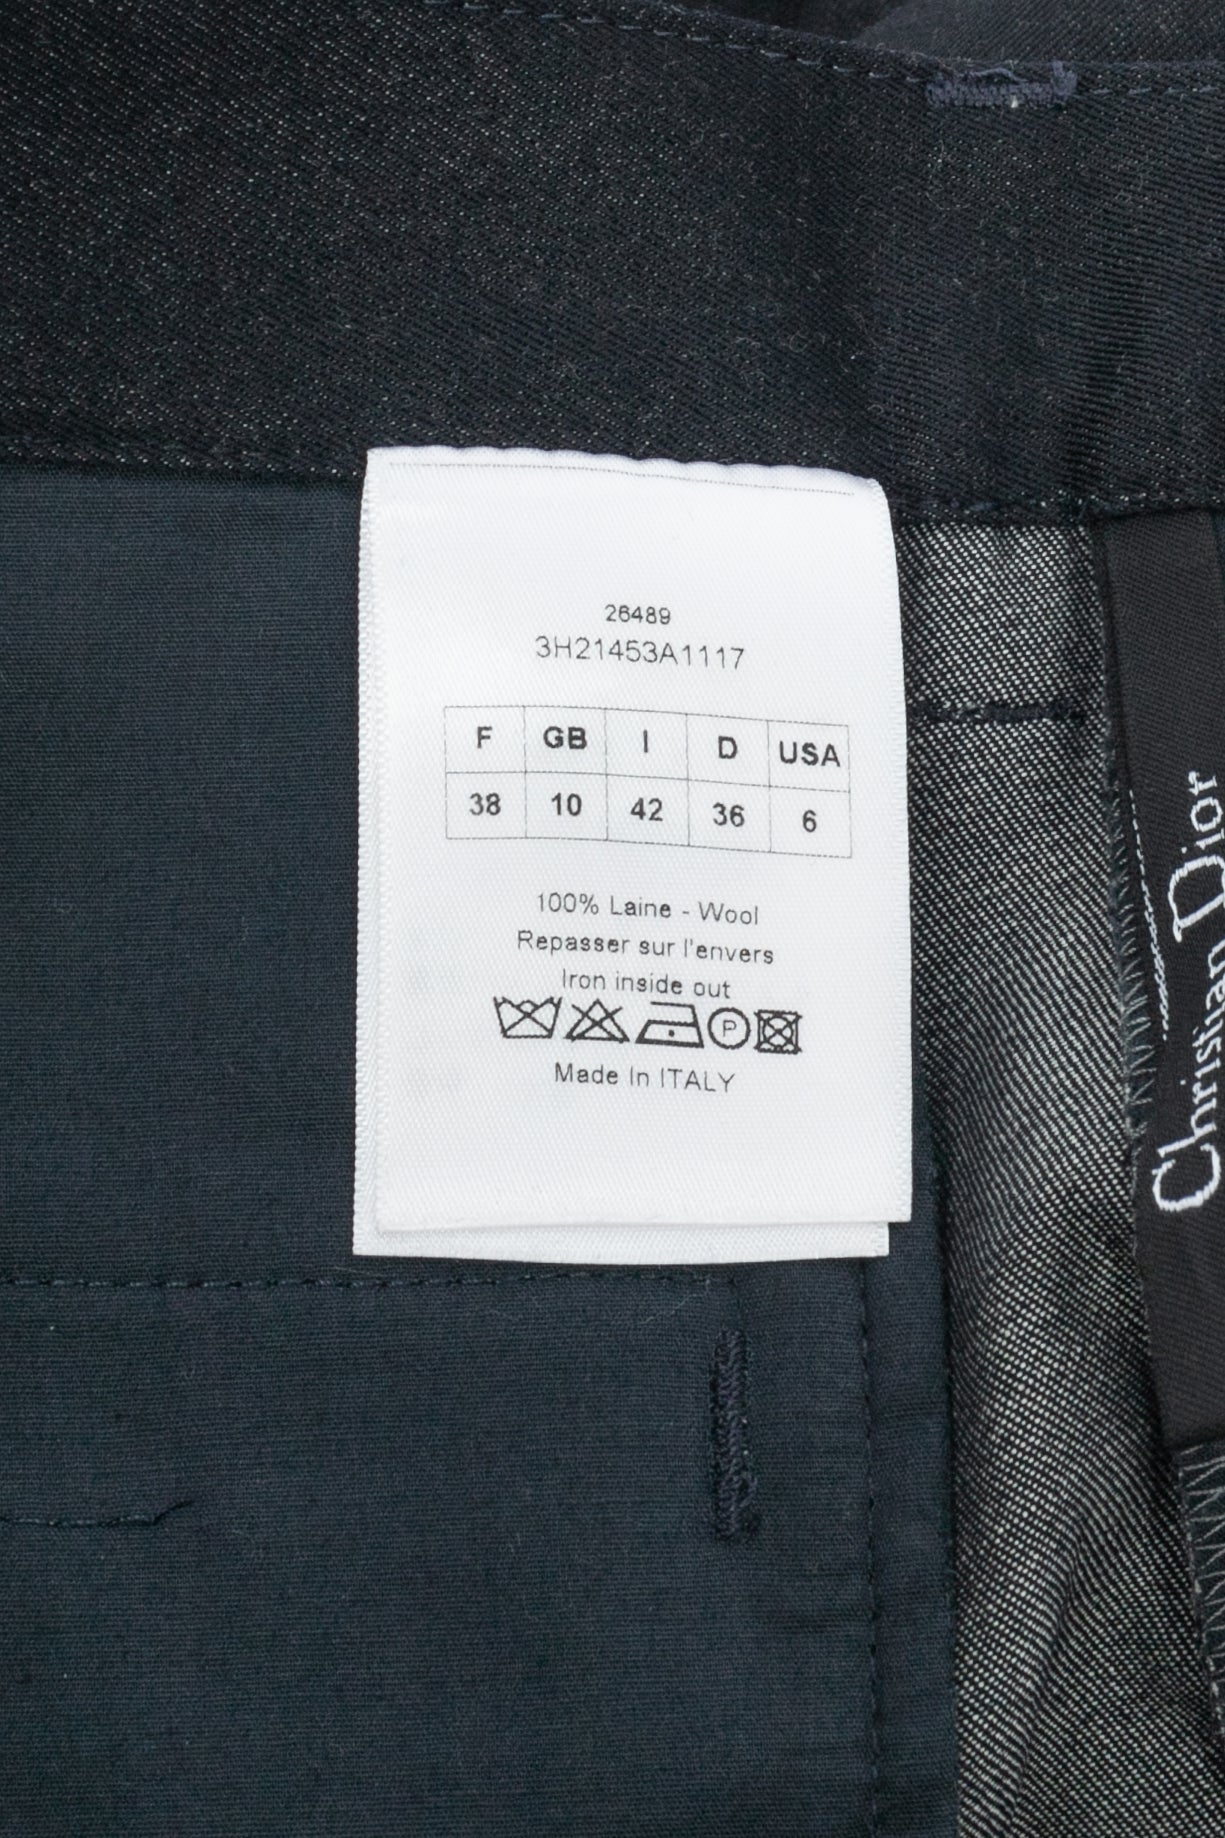 26489
3H21453A1117
F GB I D USA
38 10 42 36 6
100% Laine - Wool
Repasser sur l'envers
Iron inside out
P
Made In ITALY
Christian Dior